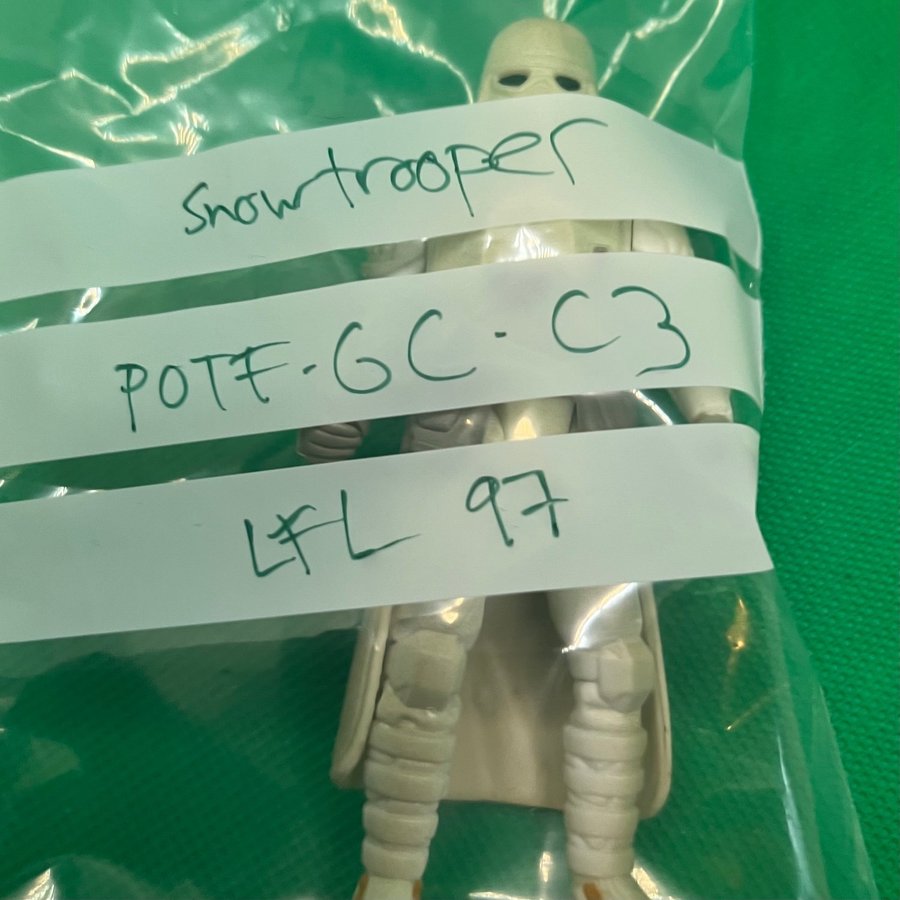 Snowtrooper
POTF-GC-C3
LFL 97